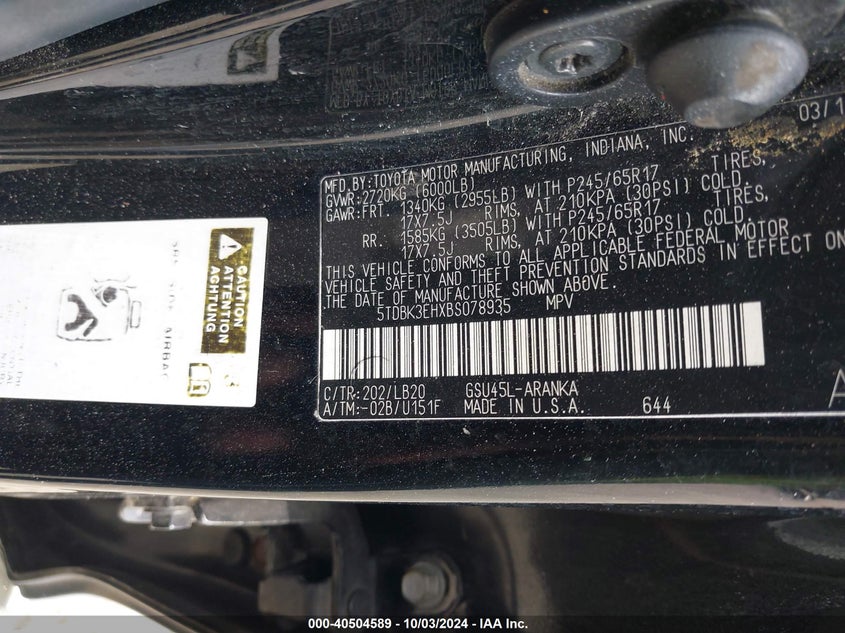 03/1
MFD.BY:TOYOTA MOTOR MANUFACTURING, INDIANA, INC.
GVWR:2720KG (6000LB)
GAWR:FRT. 1340KG (2955LB) WITH P245/65R17 TIRES,
17X7.5J RIMS, AT 210KPA (30PSI) COLD.
RR. 1585KG (3505LB) WITH P245/65R17 TIRES,
17X7.5J RIMS, AT 210KPA (30PSI) COLD.
THIS VEHICLE CONFORMS TO ALL APPLICABLE FEDERAL MOTOR
VEHICLE SAFETY AND THEFT PREVENTION STANDARDS IN EFFECT ON
DATE OF MANUFACTURE SHOWN ABOVE.
5TDBK3EHXBS078935 MPV
C/TR:202/LB20 GSU45L-ARANKA
A/TM:-02B/U151F MADE IN U.S.A. 644
CAUTION
ATTENTION
ACHTUNG
SRS SIDE AIRBAG
000-40504589 - 10/03/2024 - IAA Inc.